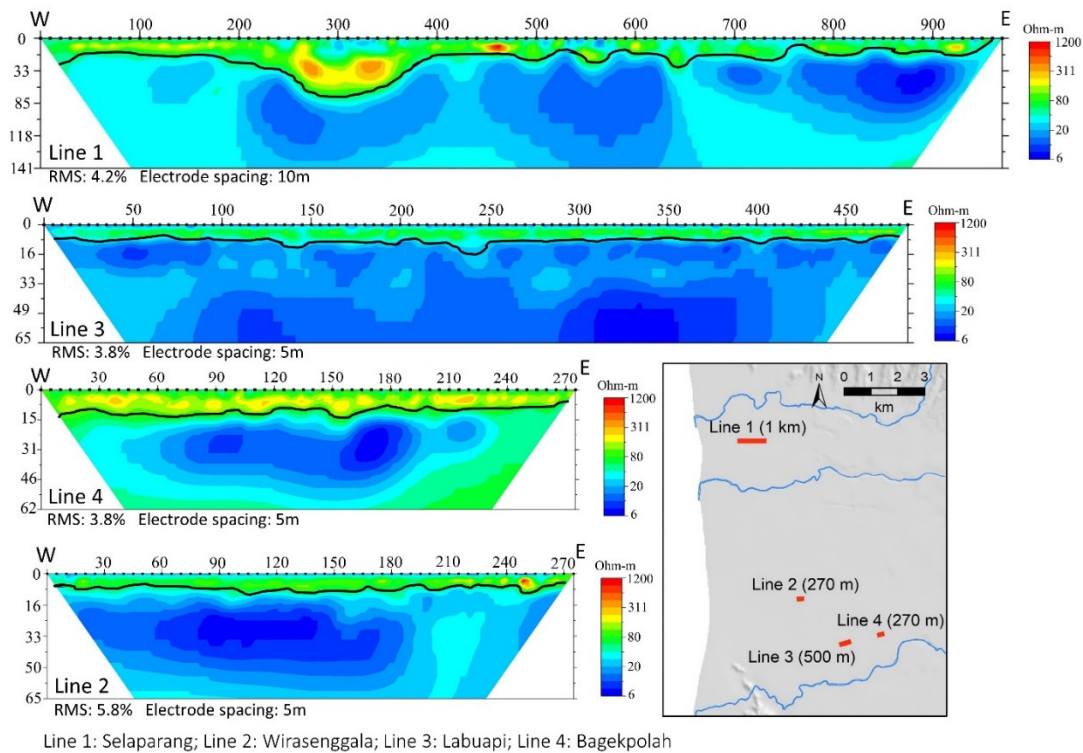 W 100 200 300 400 500 600 700 800 900 E
0
33
85
118
141
Ohm-m
1200
311
80
20
6
Line 1
RMS: 4.2% Electrode spacing: 10m
W 50 100 150 200 250 300 350 400 450 E
0
16
33
49
65
Ohm-m
1200
311
80
20
6
Line 3
RMS: 3.8% Electrode spacing: 5m
W 30 60 90 120 150 180 210 240 270 E
0
15
31
46
62
Ohm-m
1200
311
80
20
6
Line 4
RMS: 3.8% Electrode spacing: 5m
W 30 60 90 120 150 180 210 240 270 E
0
16
33
50
65
Ohm-m
1200
311
80
20
6
Line 2
RMS: 5.8% Electrode spacing: 5m
N
0 1 2 3
km
Line 1 (1 km)
Line 2 (270 m)
Line 4 (270 m)
Line 3 (500 m)
Line 1: Selaparang; Line 2: Wirasenggala; Line 3: Labuapi; Line 4: Bagekpolah